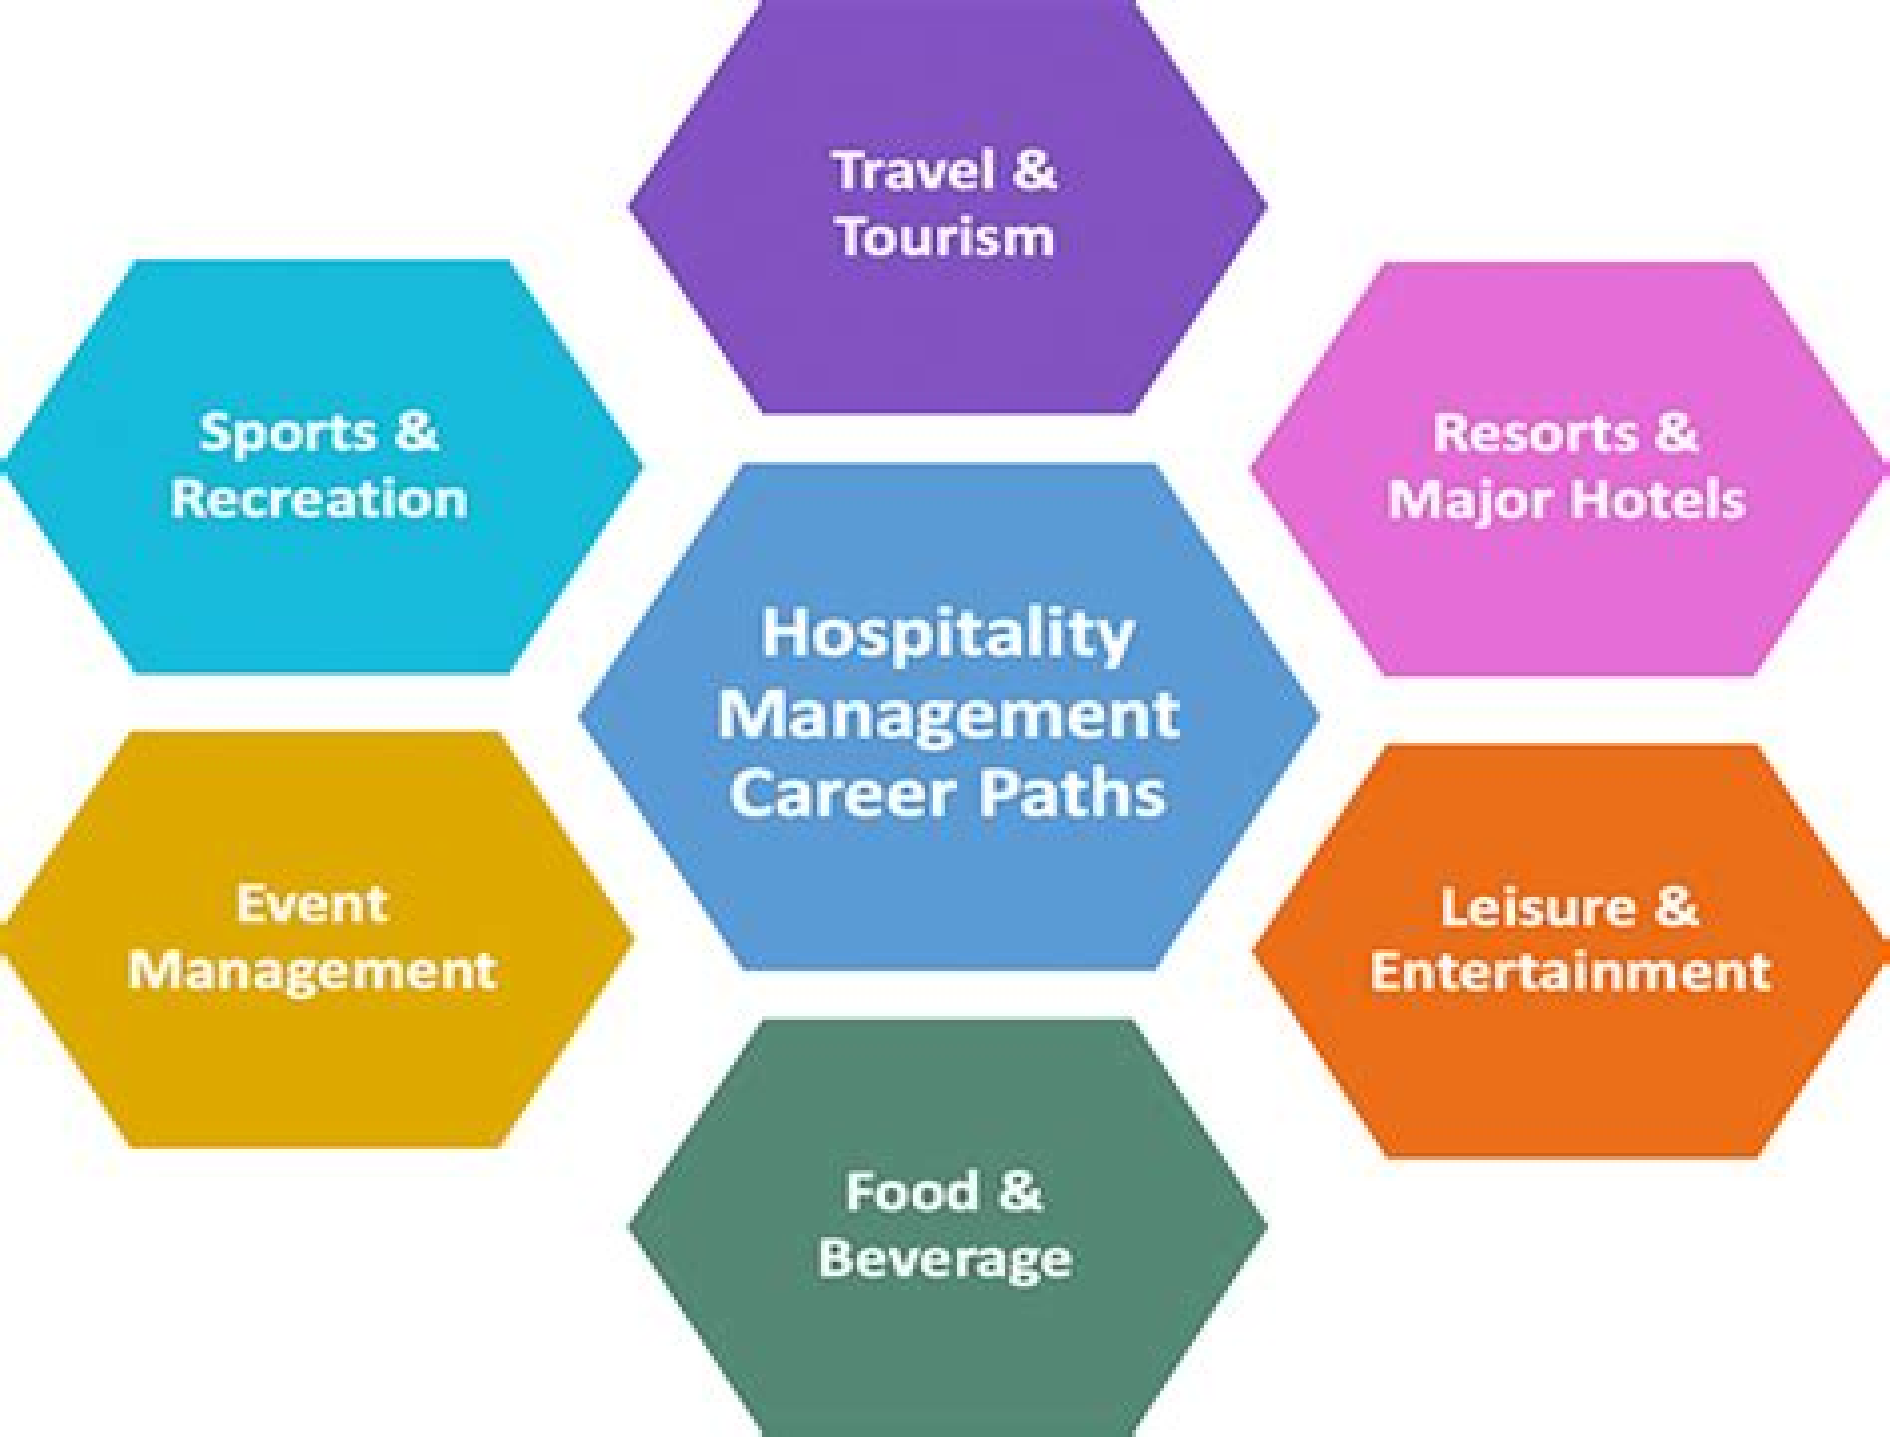 Travel &
Tourism
Sports &
Recreation
Resorts &
Major Hotels
Hospitality
Management
Career Paths
Event
Management
Leisure &
Entertainment
Food &
Beverage